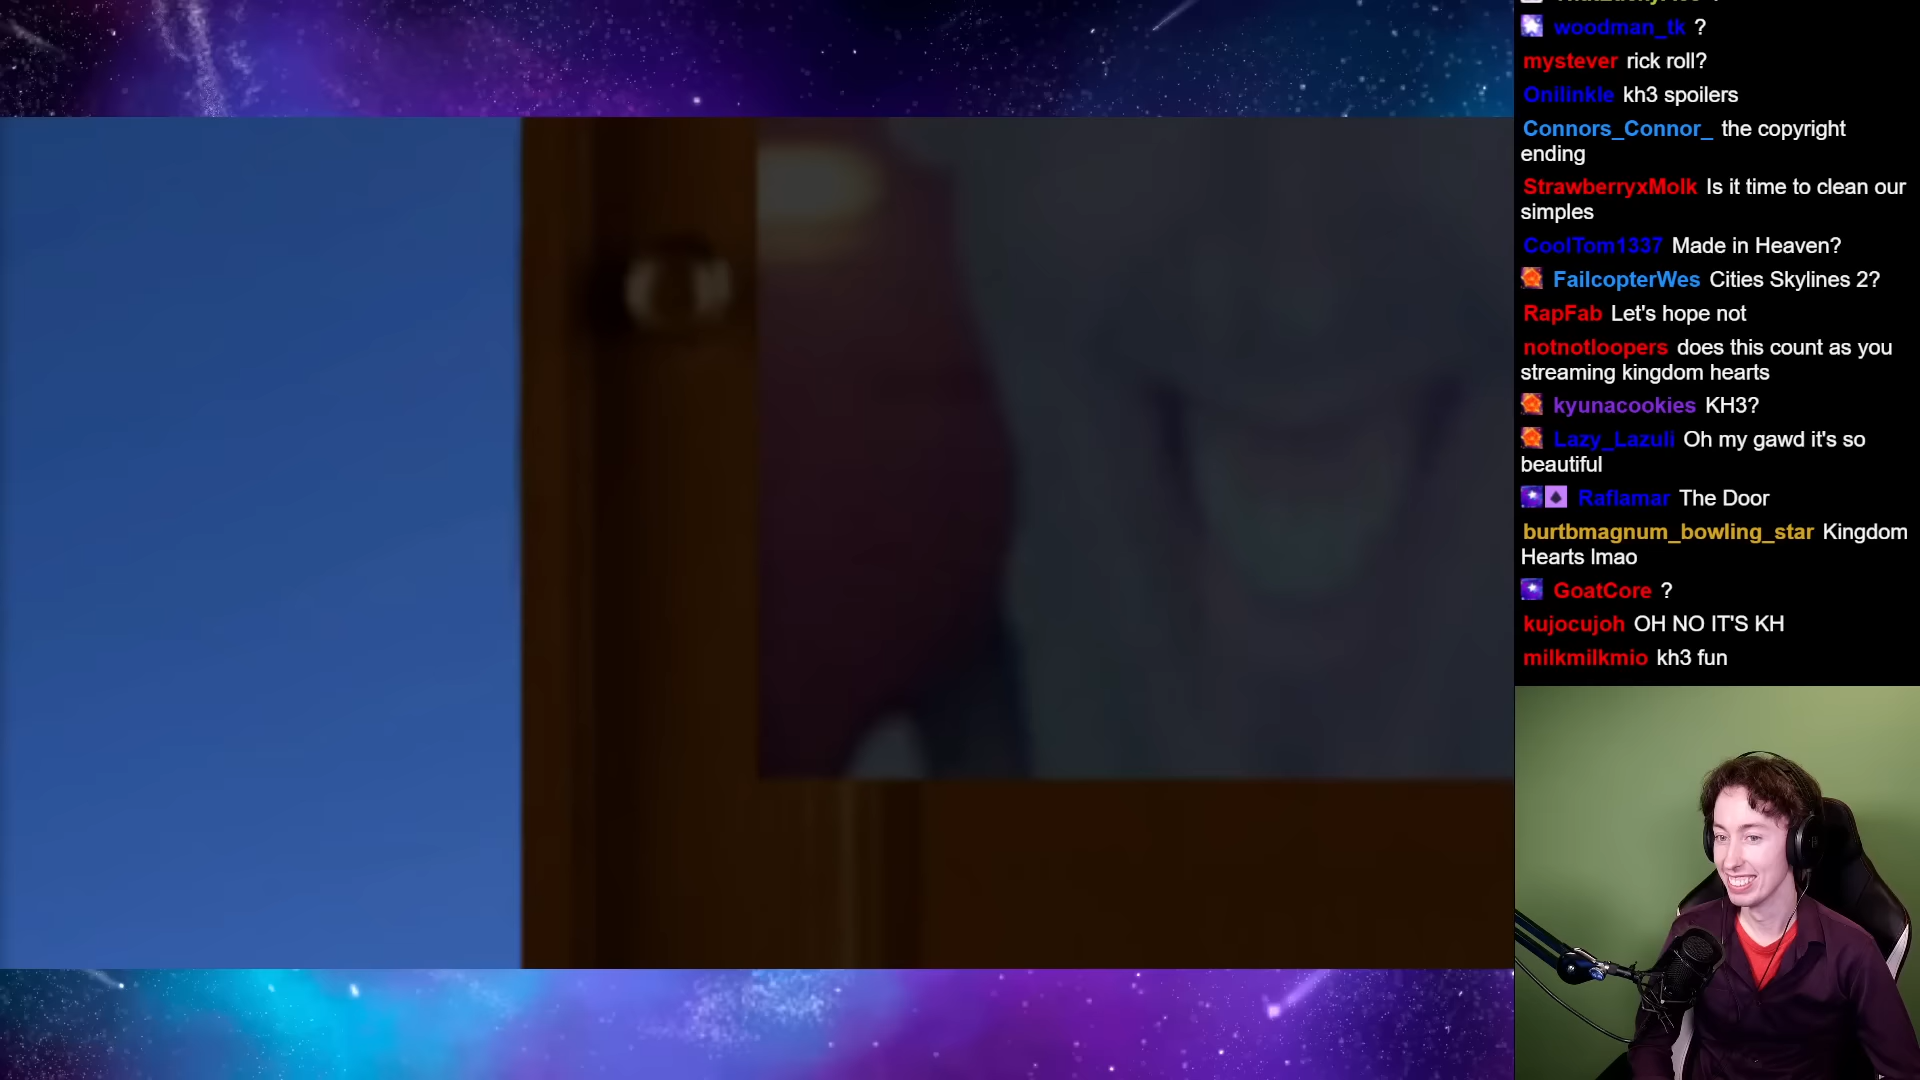 woodman_tk ?
mystever rick roll?
Onilinkle kh3 spoilers
Connors_Connor_ the copyright
ending
StrawberryxMolk Is it time to clean our
simples
CoolTom1337 Made in Heaven?
FailcopterWes Cities Skylines 2?
RapFab Let's hope not
notnotloopers does this count as you
streaming kingdom hearts
kyunacookies KH3?
Lazy_Lazuli Oh my gawd it's so
beautiful
Raflamar The Door
burtbmagnum_bowling_star Kingdom
Hearts lmao
GoatCore ?
kujocujoh OH NO IT'S KH
milkmilkmio kh3 fun